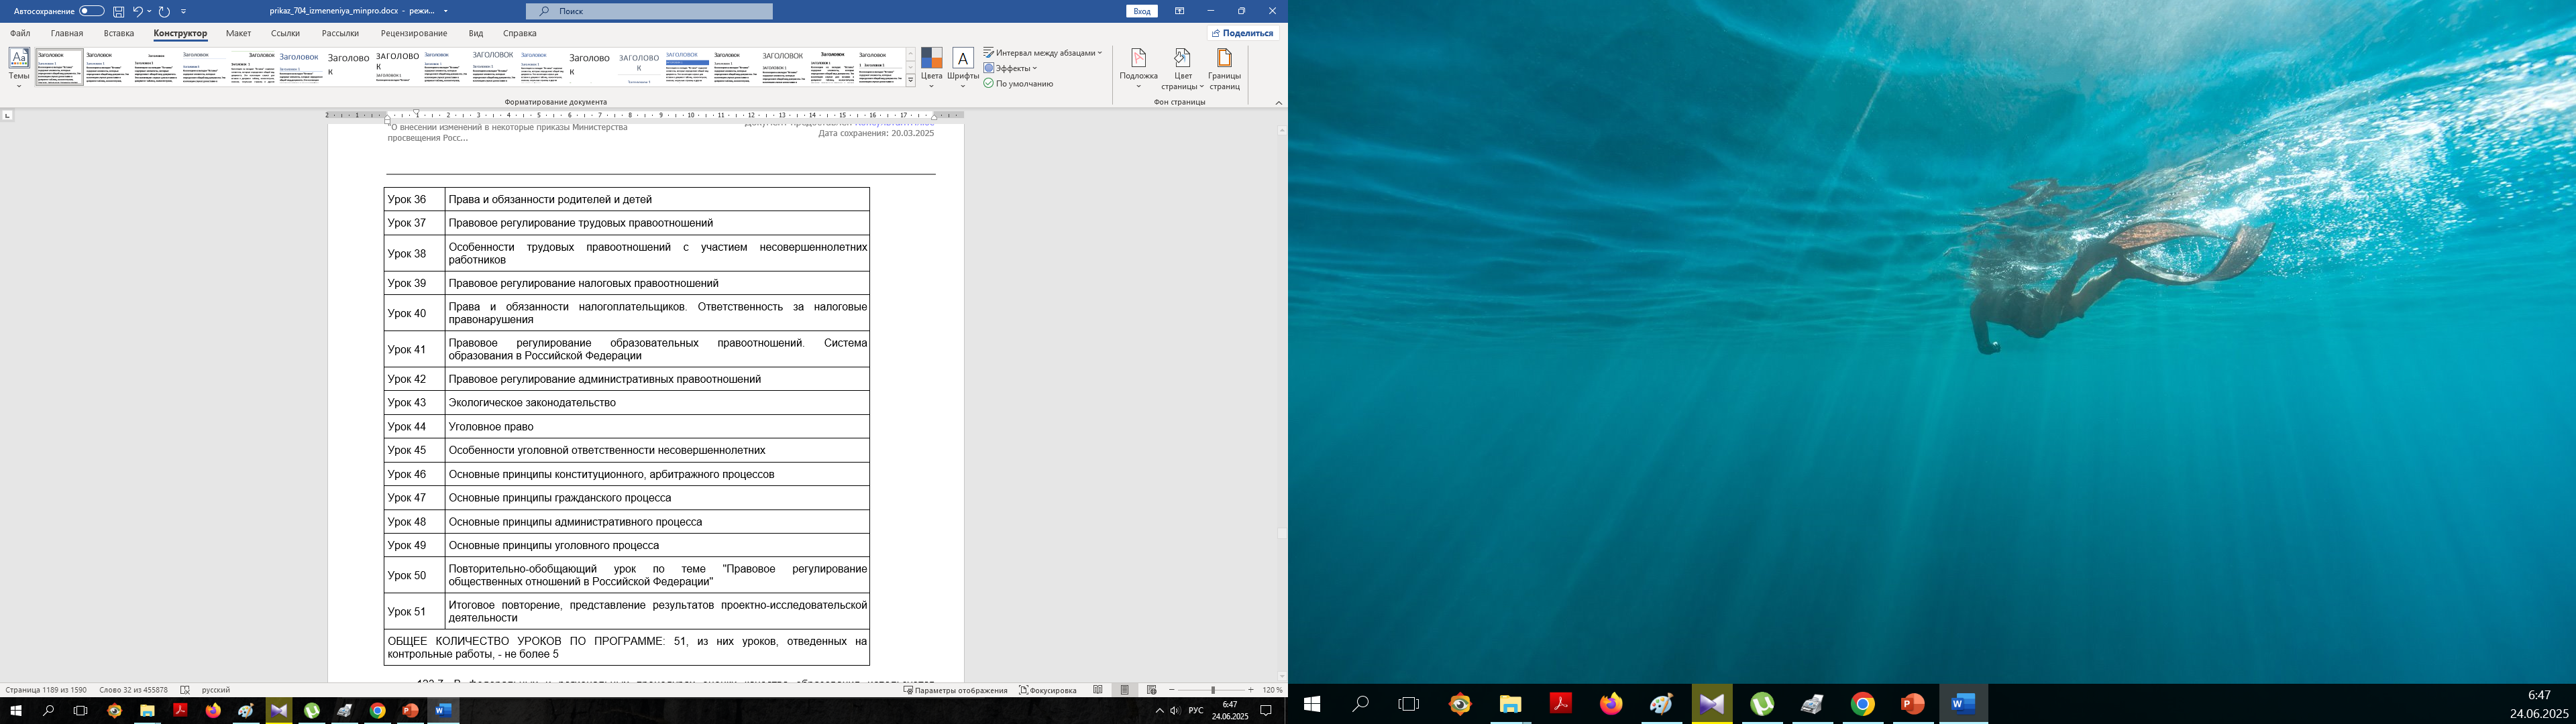 Автосохранение
prikaz_704_izmeneniya_minpro.docx - режи...
Поиск
Вход
Файл Главная Вставка Конструктор Макет Ссылки Рассылки Рецензирование Вид Справка
Поделиться
Темы
Заголовок
Цвета
Шрифты
Интервал между абзацами
Эффекты
По умолчанию
Подложка
Цвет страницы
Границы страниц
Форматирование документа
Фон страницы
"О внесении изменений в некоторые приказы Министерства
просвещения Росс...
Дата сохранения: 20.03.2025
Урок 36 Права и обязанности родителей и детей
Урок 37 Правовое регулирование трудовых правоотношений
Урок 38 Особенности трудовых правоотношений с участием несовершеннолетних
работников
Урок 39 Правовое регулирование налоговых правоотношений
Урок 40 Права и обязанности налогоплательщиков. Ответственность за налоговые
правонарушения
Урок 41 Правовое регулирование образовательных правоотношений. Система
образования в Российской Федерации
Урок 42 Правовое регулирование административных правоотношений
Урок 43 Экологическое законодательство
Урок 44 Уголовное право
Урок 45 Особенности уголовной ответственности несовершеннолетних
Урок 46 Основные принципы конституционного, арбитражного процессов
Урок 47 Основные принципы гражданского процесса
Урок 48 Основные принципы административного процесса
Урок 49 Основные принципы уголовного процесса
Урок 50 Повторительно-обобщающий урок по теме "Правовое регулирование
общественных отношений в Российской Федерации"
Урок 51 Итоговое повторение, представление результатов проектно-исследовательской
деятельности
ОБЩЕЕ КОЛИЧЕСТВО УРОКОВ ПО ПРОГРАММЕ: 51, из них уроков, отведенных на
контрольные работы, - не более 5
Страница 1189 из 1590 Слово 32 из 455878 русский
Параметры отображения Фокусировка 120 %
РУС
6:47
24.06.2025
6:47
24.06.2025